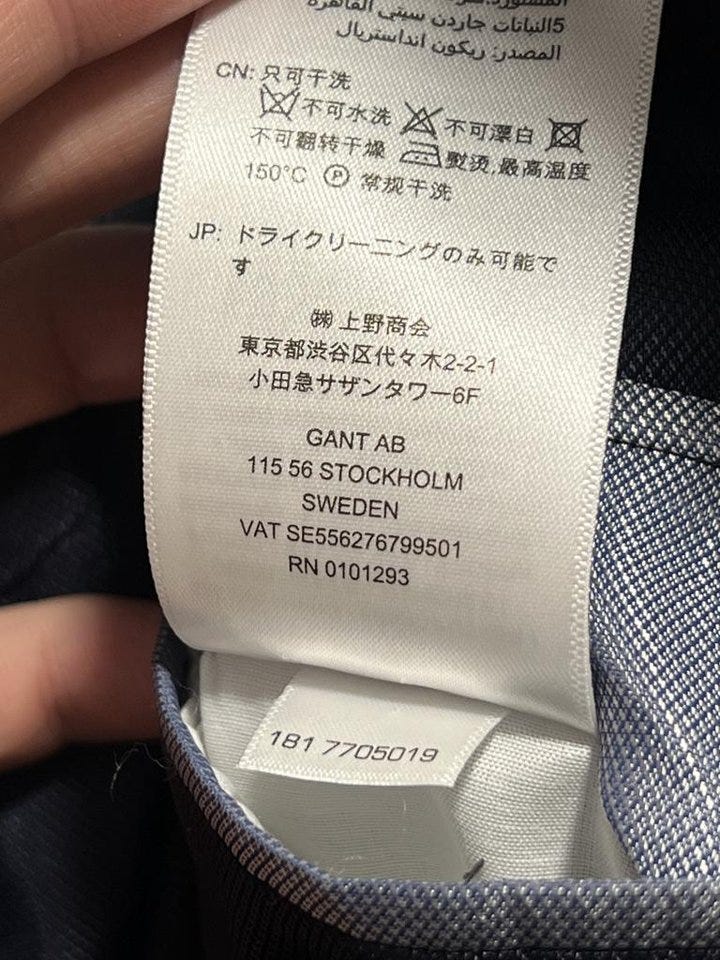 المستورد:
5النباتات جاردن سيتي القاهرة
المصدر: ريكون انداستريال
CN: 只可干洗
不可水洗 不可漂白
不可翻转干燥 熨烫,最高温度
150°C P 常规干洗
JP: ドライクリーニングのみ可能で
す
㈱ 上野商会
東京都渋谷区代々木2-2-1
小田急サザンタワー6F
GANT AB
115 56 STOCKHOLM
SWEDEN
VAT SE556276799501
RN 0101293
181 7705019